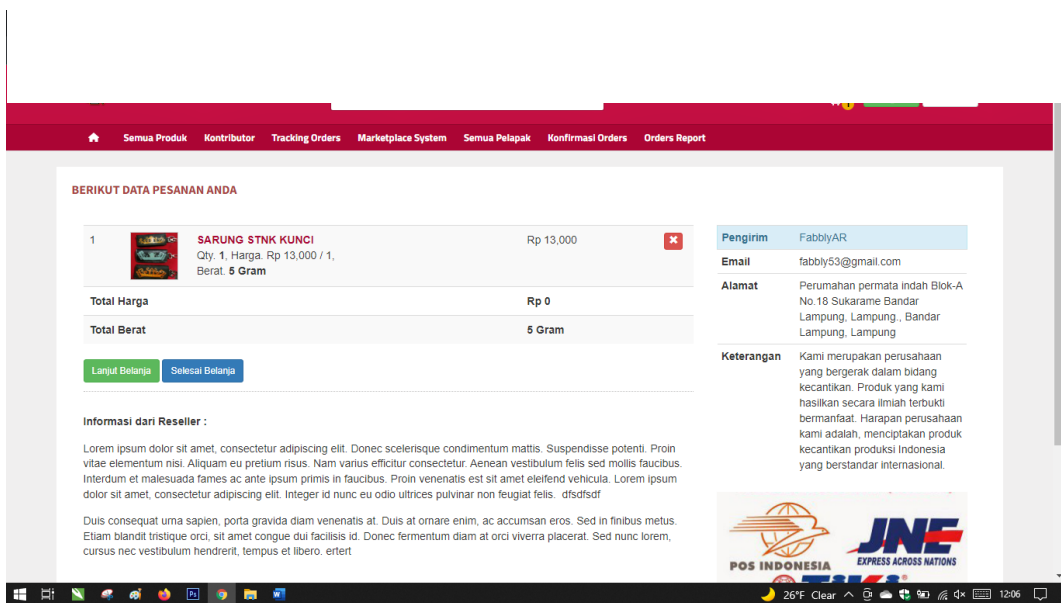 1
Semua Produk Kontributor Tracking Orders Marketplace System Semua Pelapak Konfirmasi Orders Orders Report
BERIKUT DATA PESANAN ANDA
1 SARUNG STNK KUNCI Rp 13,000
Qty. 1, Harga. Rp 13,000 / 1,
Berat. 5 Gram
Total Harga Rp 0
Total Berat 5 Gram
Lanjut Belanja Selesai Belanja
Informasi dari Reseller :
Lorem ipsum dolor sit amet, consectetur adipiscing elit. Donec scelerisque condimentum mattis. Suspendisse potenti. Proin
vitae elementum nisi. Aliquam eu pretium risus. Nam varius efficitur consectetur. Aenean vestibulum felis sed mollis faucibus.
Interdum et malesuada fames ac ante ipsum primis in faucibus. Proin venenatis est sit amet eleifend vehicula. Lorem ipsum
dolor sit amet, consectetur adipiscing elit. Integer id nunc eu odio ultrices pulvinar non feugiat felis. dfsdfsdf
Duis consequat urna sapien, porta gravida diam venenatis at. Duis at ornare enim, ac accumsan eros. Sed in finibus metus.
Etiam blandit tristique orci, sit amet congue dui facilisis id. Donec fermentum diam at orci viverra placerat. Sed nunc lorem,
cursus nec vestibulum hendrerit, tempus et libero. ertert
Pengirim FabblyAR
Email fabbly53@gmail.com
Alamat Perumahan permata indah Blok-A
No.18 Sukarame Bandar
Lampung, Lampung., Bandar
Lampung, Lampung
Keterangan Kami merupakan perusahaan
yang bergerak dalam bidang
kecantikan. Produk yang kami
hasilkan secara ilmiah terbukti
bermanfaat. Harapan perusahaan
kami adalah, menciptakan produk
kecantikan produksi Indonesia
yang berstandar internasional.
JNE
EXPRESS ACROSS NATIONS
POS INDONESIA
TIKI
26°F Clear 12:06